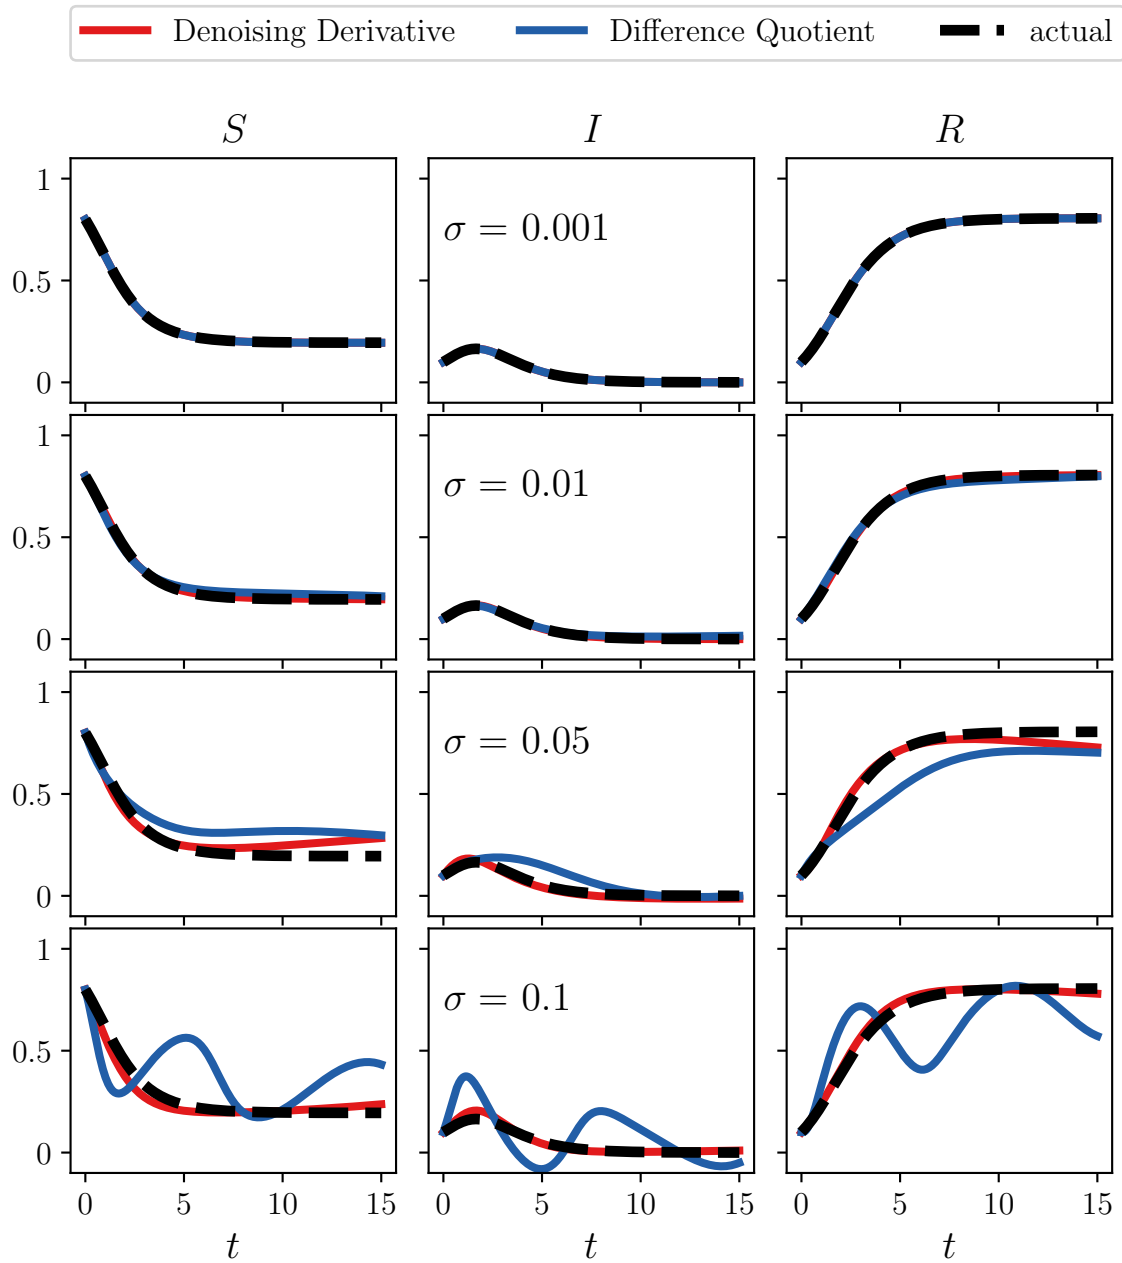 Denoising Derivative Difference Quotient actual
S I R
1
0.5
0
σ = 0.001
1
0.5
0
σ = 0.01
1
0.5
0
σ = 0.05
1
0.5
0
σ = 0.1
0 5 10 15 0 5 10 15 0 5 10 15
t t t